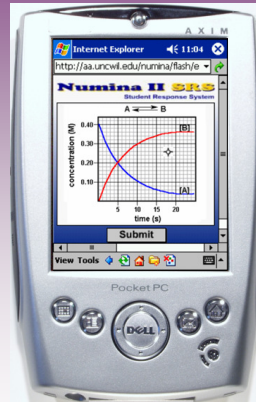 AXIM
Internet Explorer 11:04
http://aa.uncwil.edu/numina/flash/e
Numina II SRS
Student Response System
A B
0.40
[B]
0.30
0.20
0.10
[A]
concentration (M)
5 10 15 20
time (s)
Submit
View Tools
Pocket PC
DELL